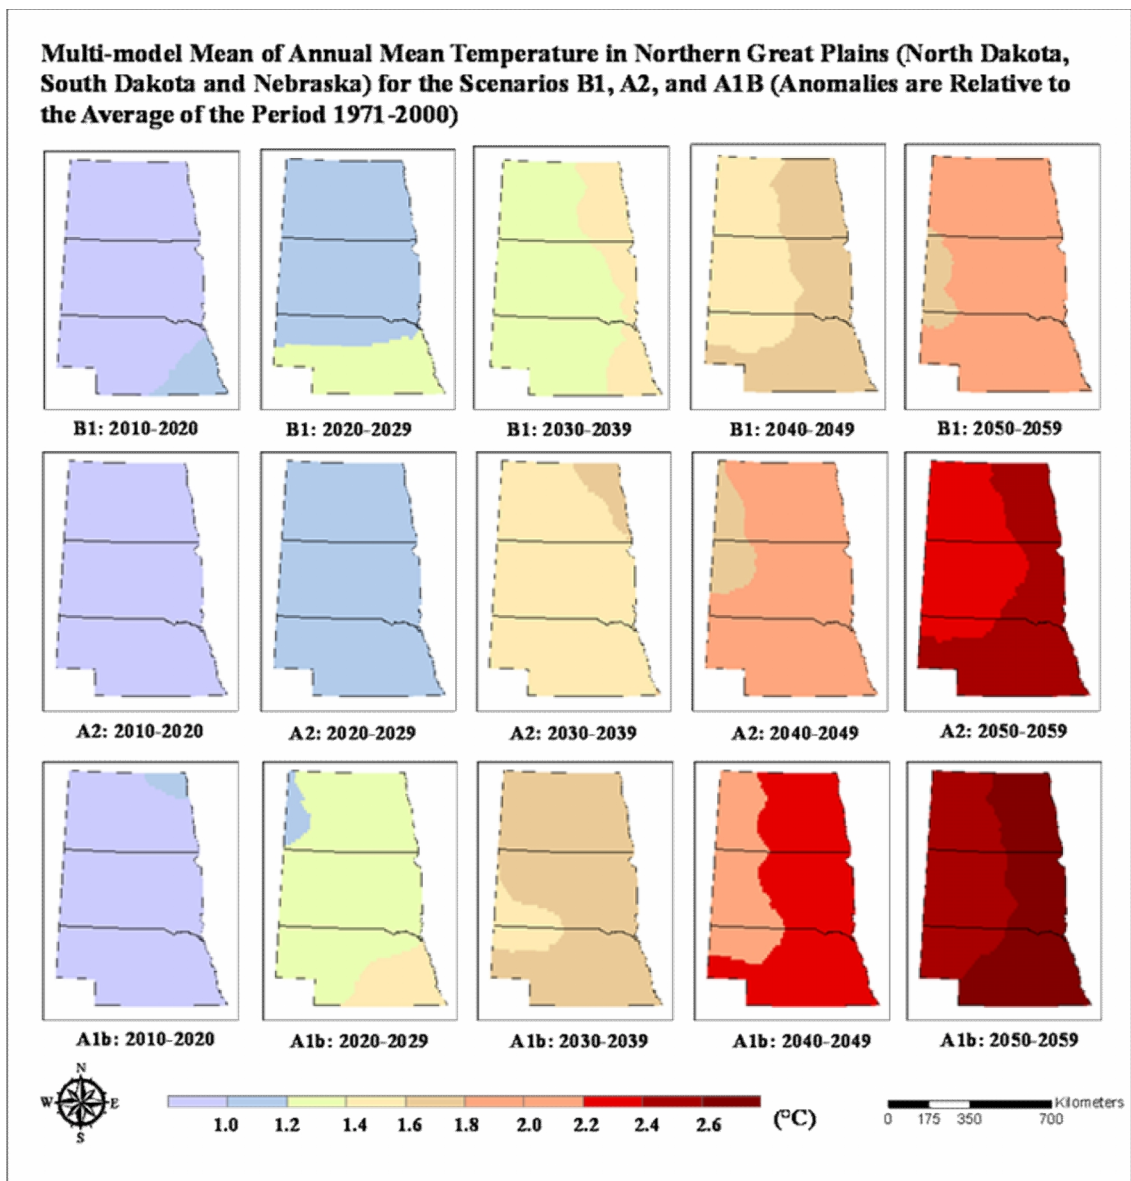 Multi-model Mean of Annual Mean Temperature in Northern Great Plains (North Dakota,
South Dakota and Nebraska) for the Scenarios B1, A2, and A1B (Anomalies are Relative to
the Average of the Period 1971-2000)
B1: 2010-2020
B1: 2020-2029
B1: 2030-2039
B1: 2040-2049
B1: 2050-2059
A2: 2010-2020
A2: 2020-2029
A2: 2030-2039
A2: 2040-2049
A2: 2050-2059
A1b: 2010-2020
A1b: 2020-2029
A1b: 2030-2039
A1b: 2040-2049
A1b: 2050-2059
N
W E
S
1.0 1.2 1.4 1.6 1.8 2.0 2.2 2.4 2.6 (°C)
Kilometers
0 175 350 700